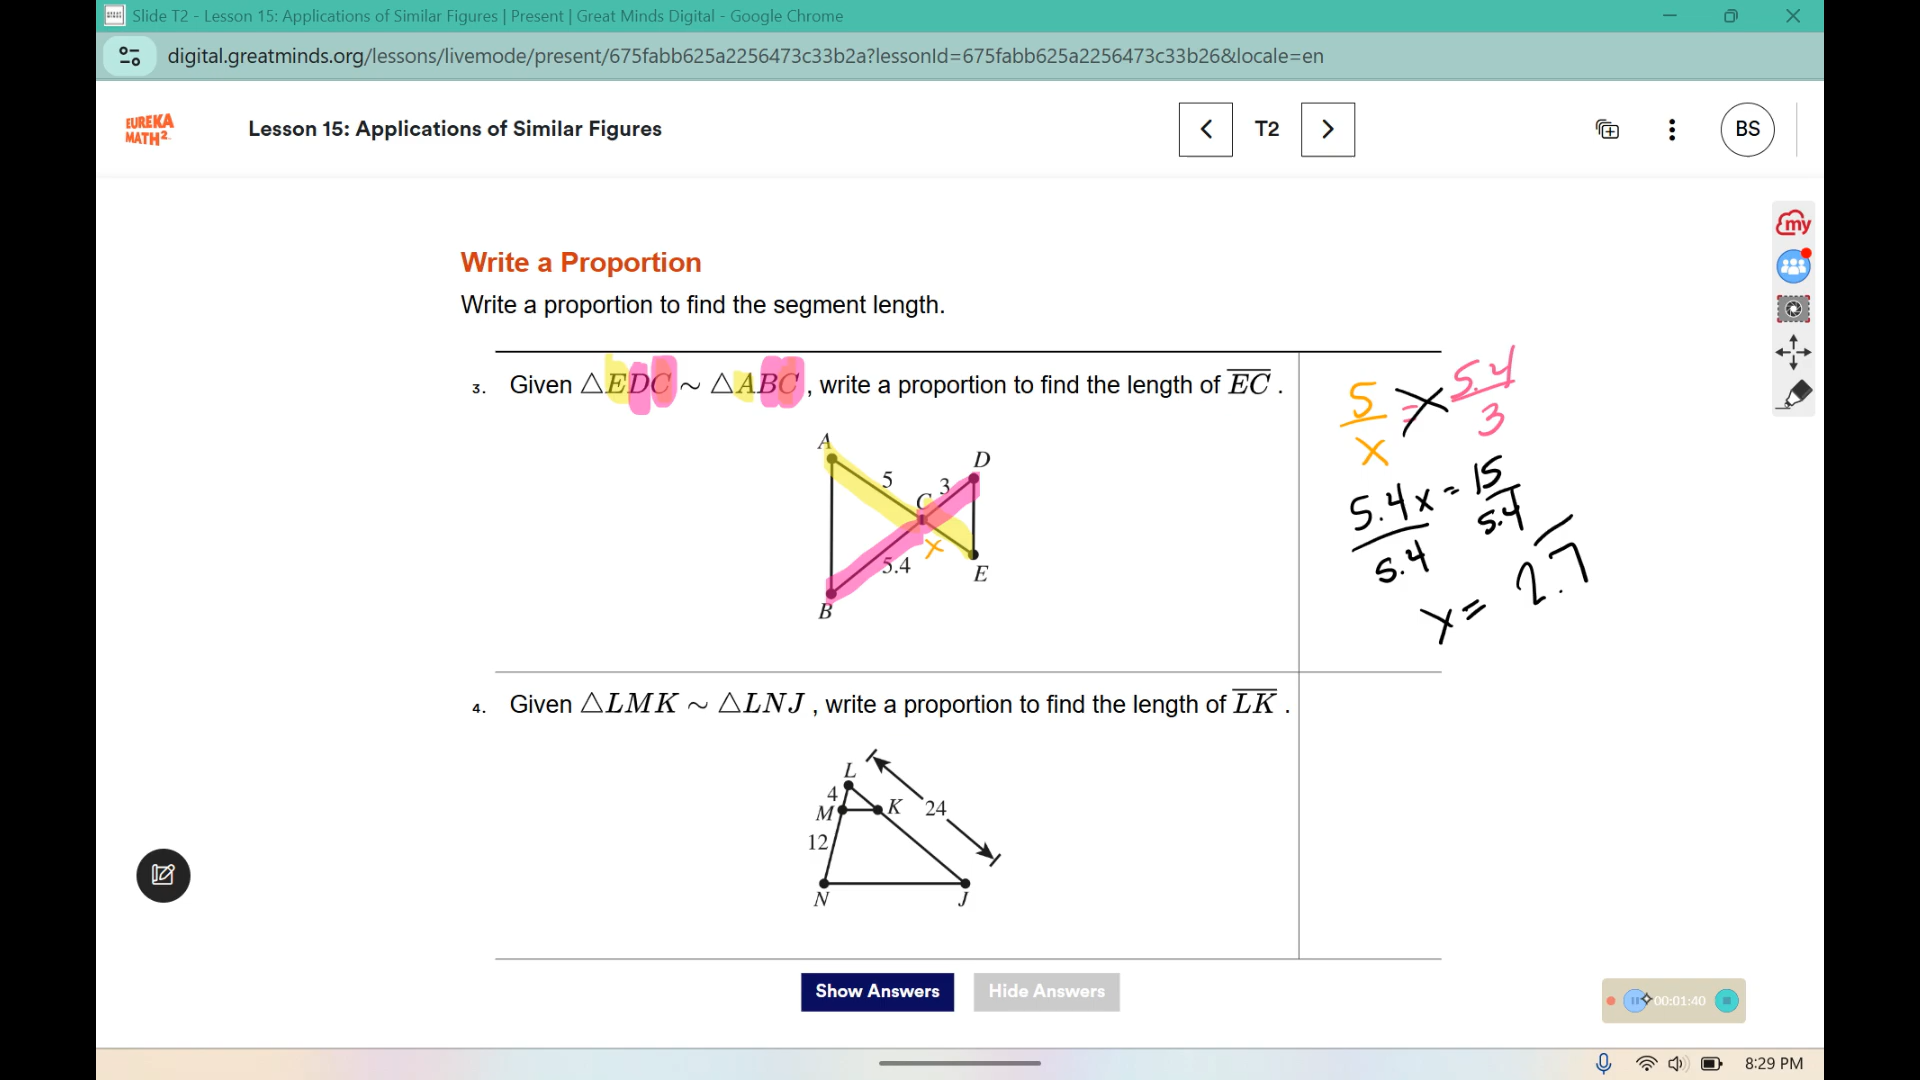 Slide T2 - Lesson 15: Applications of Similar Figures | Present | Great Minds Digital - Google Chrome
digital.greatminds.org/lessons/livemode/present/675fabb625a2256473c33b2a?lessonId=675fabb625a2256473c33b26&locale=en
EUREKA
MATH²
Lesson 15: Applications of Similar Figures
T2
BS
my
Write a Proportion
Write a proportion to find the segment length.
3. Given △EDC ~ △ABC, write a proportion to find the length of EC.
A
D
5
3
C
x
5.4
E
B
5/x = 5.4/3
5.4x = 15
5.4 5.4
x = 2.7
4. Given △LMK ~ △LNJ, write a proportion to find the length of LK.
L
4
M
K
24
12
N
J
Show Answers
Hide Answers
00:01:40
8:29 PM